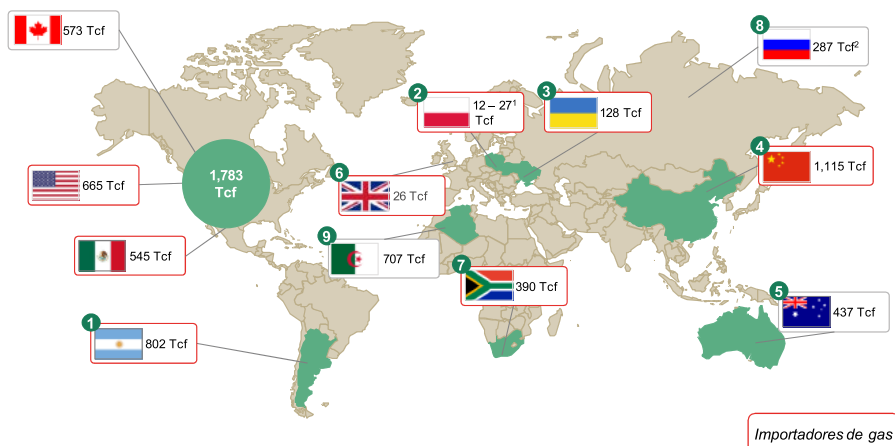 573 Tcf
8
287 Tcf²
2
12 – 27¹
Tcf
3
128 Tcf
4
1,115 Tcf
1,783
Tcf
665 Tcf
6
26 Tcf
545 Tcf
9
707 Tcf
7
390 Tcf
5
437 Tcf
1
802 Tcf
Importadores de gas